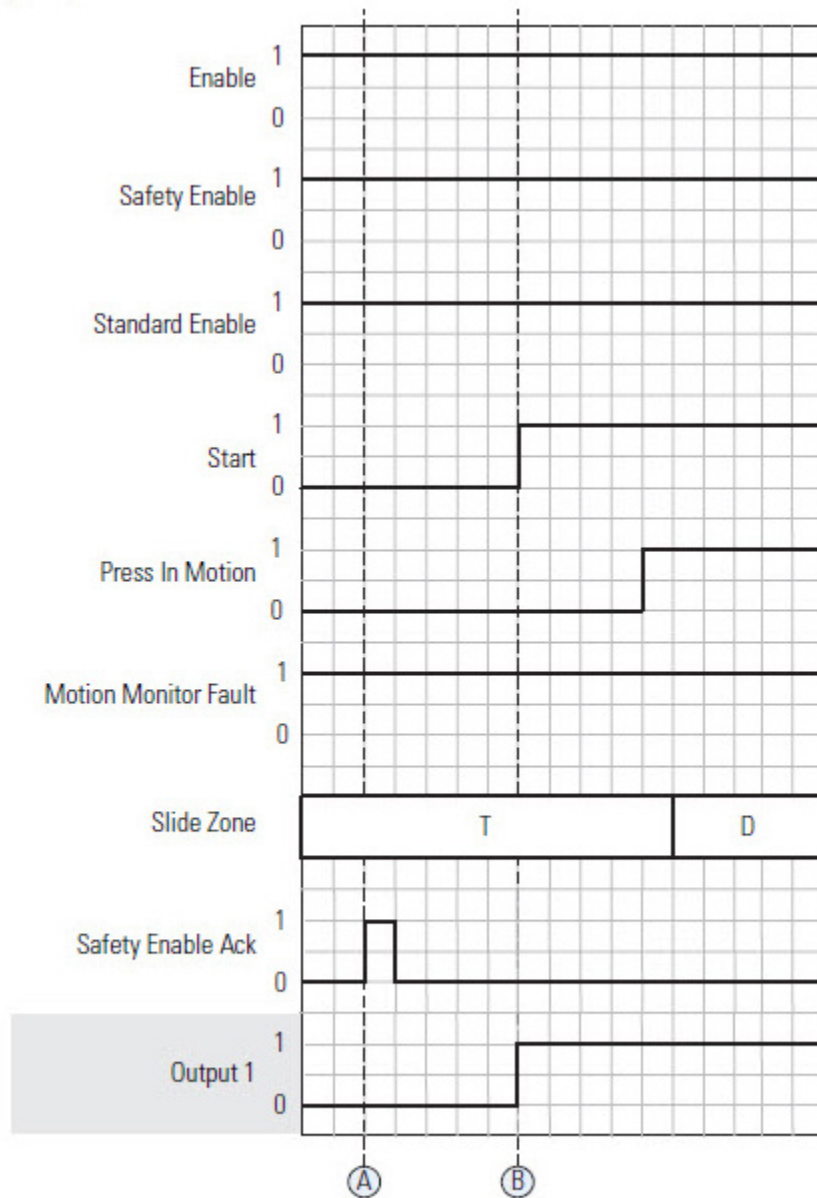 1
Enable
0
1
Safety Enable
0
1
Standard Enable
0
1
Start
0
1
Press In Motion
0
1
Motion Monitor Fault
0
Slide Zone T D
1
Safety Enable Ack
0
1
Output 1
0
A B